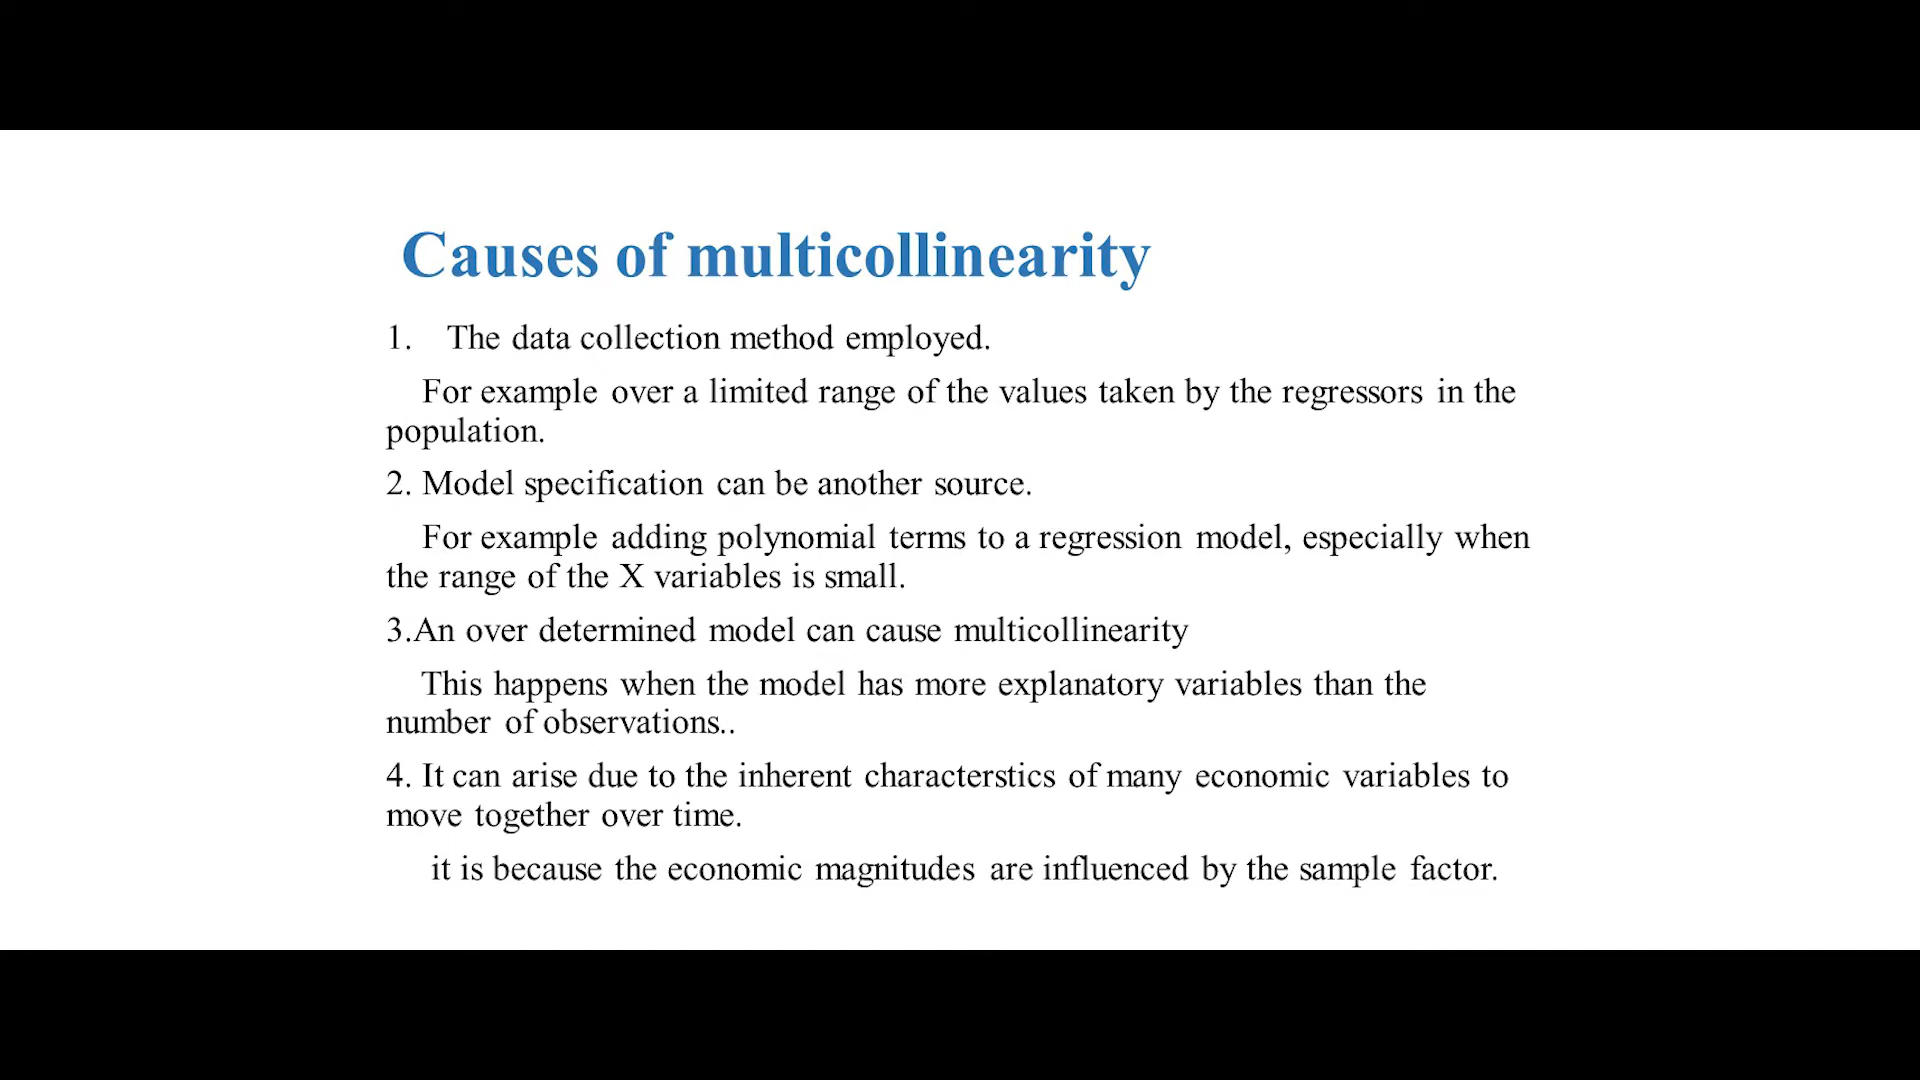 Causes of multicollinearity
1. The data collection method employed.
For example over a limited range of the values taken by the regressors in the
population.
2. Model specification can be another source.
For example adding polynomial terms to a regression model, especially when
the range of the X variables is small.
3.An over determined model can cause multicollinearity
This happens when the model has more explanatory variables than the
number of observations..
4. It can arise due to the inherent characterstics of many economic variables to
move together over time.
it is because the economic magnitudes are influenced by the sample factor.